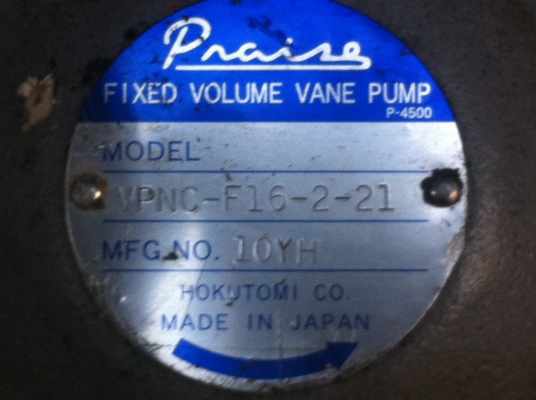 Praise
FIXED VOLUME VANE PUMP
P-4500
MODEL
VPNC-F16-2-21
MFG.NO. 10YH
HOKUTOMI CO.
MADE IN JAPAN